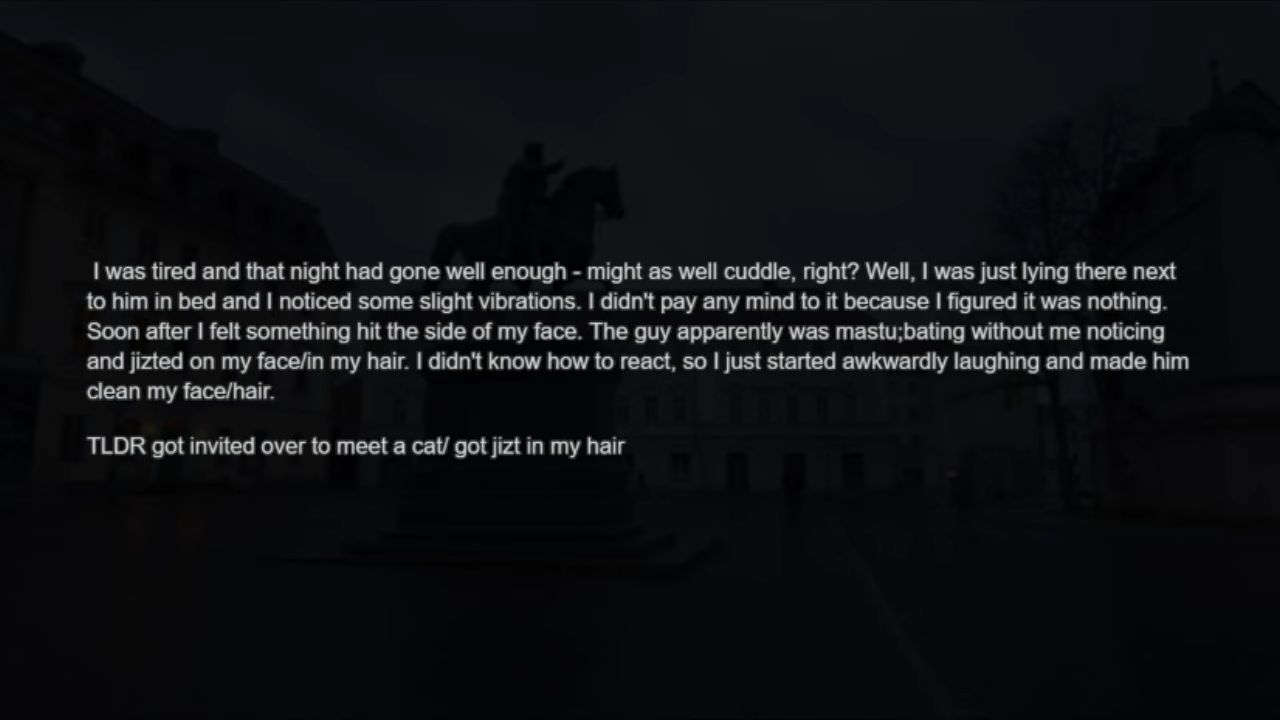 I was tired and that night had gone well enough - might as well cuddle, right? Well, I was just lying there next
to him in bed and I noticed some slight vibrations. I didn't pay any mind to it because I figured it was nothing.
Soon after I felt something hit the side of my face. The guy apparently was mastu;bating without me noticing
and jizted on my face/in my hair. I didn't know how to react, so I just started awkwardly laughing and made him
clean my face/hair.
TLDR got invited over to meet a cat/ got jizt in my hair